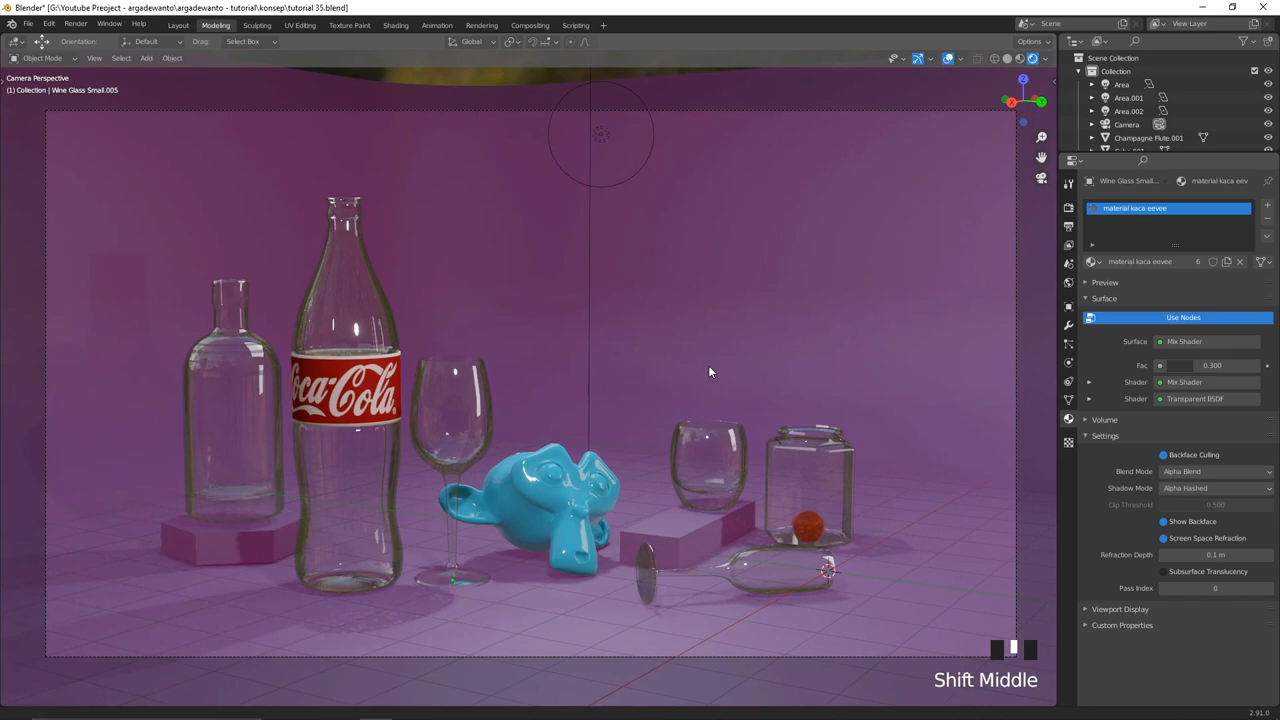 Blender* [G:\Youtube Preoject - argadewanto\argadewanto - tutorial\konsep\tutorial 35.blend]
File Edit Render Window Help Layout Modeling Sculpting UV Editing Texture Paint Shading Animation Rendering Compositing Scripting + Scene View Layer
Orientation: Default Drag: Select Box Global Options
Object Mode View Select Add Object
Camera Perspective
(1) Collection | Wine Glass Small.005
Scene Collection
Collection
Area
Area.001
Area.002
Camera
Champagne Flute.001
Wine Glass Small... material kaca eev
material kaca eevee
material kaca eevee 6
Preview
Surface
Use Nodes
Surface Mix Shader
Fac 0.300
Shader Mix Shader
Shader Transparent BSDF
Volume
Settings
Backface Culling
Blend Mode Alpha Blend
Shadow Mode Alpha Hashed
Clip Threshold 0.500
Show Backface
Screen Space Refraction
Refraction Depth 0.1 m
Subsurface Translucency
Pass Index 0
Viewport Display
Custom Properties
Z
X Y
Coca-Cola
Shift Middle
2.91.0